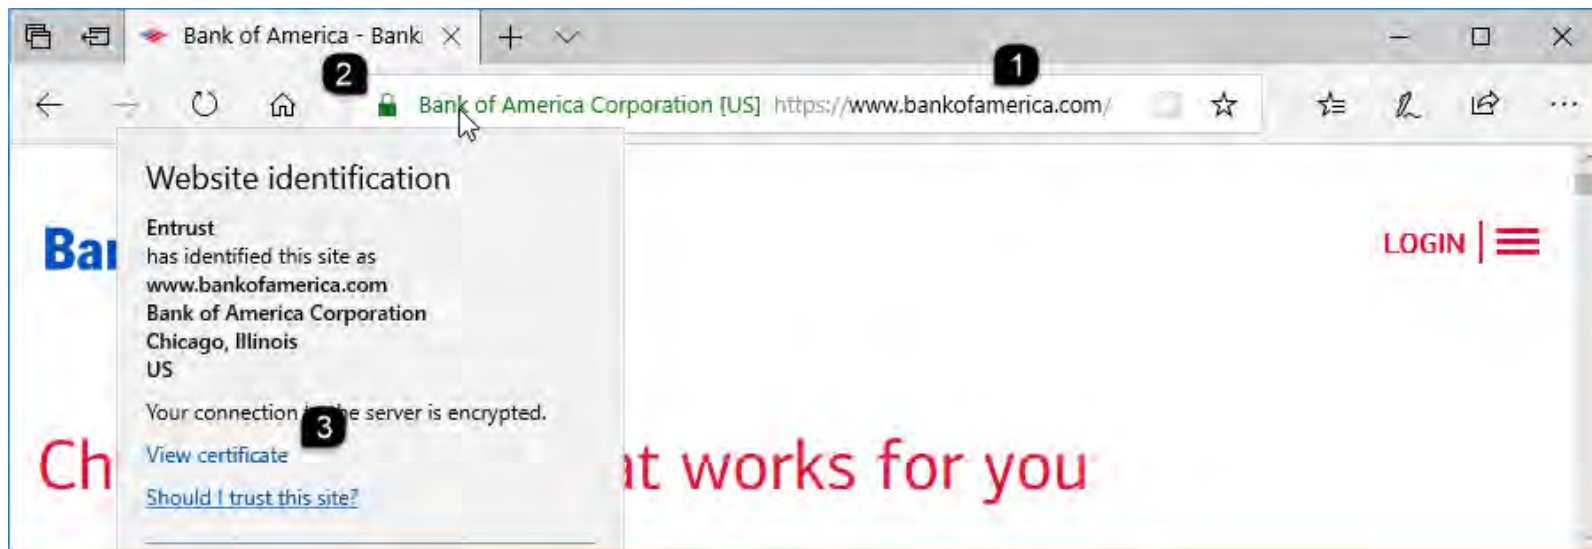 Bank of America - Bank
2
1
Bank of America Corporation [US] https://www.bankofamerica.com/
Website identification
Entrust
has identified this site as
www.bankofamerica.com
Bank of America Corporation
Chicago, Illinois
US
Your connection the server is encrypted.
3
View certificate
Should I trust this site?
Ba
LOGIN
Ch at works for you